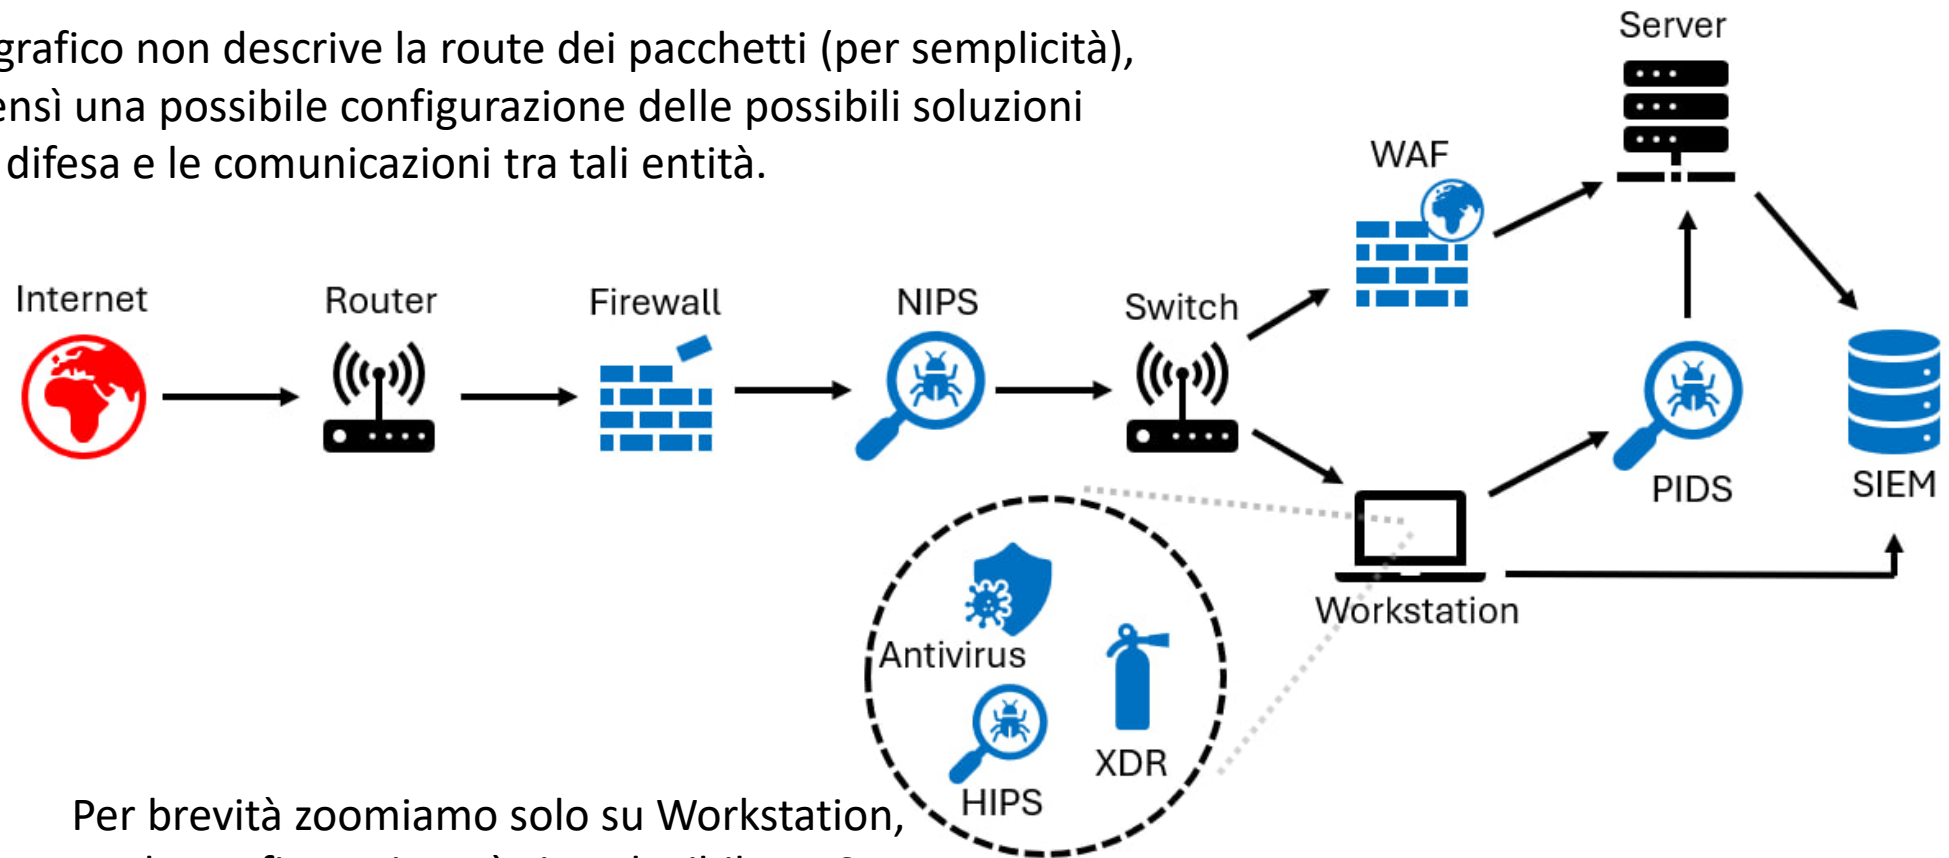 grafico non descrive la route dei pacchetti (per semplicità),
ensì una possibile configurazione delle possibili soluzioni
difesa e le comunicazioni tra tali entità.
Server
WAF
Internet
Router
Firewall
NIPS
Switch
PIDS
SIEM
Workstation
Antivirus
XDR
HIPS
Per brevità zoomiamo solo su Workstation,